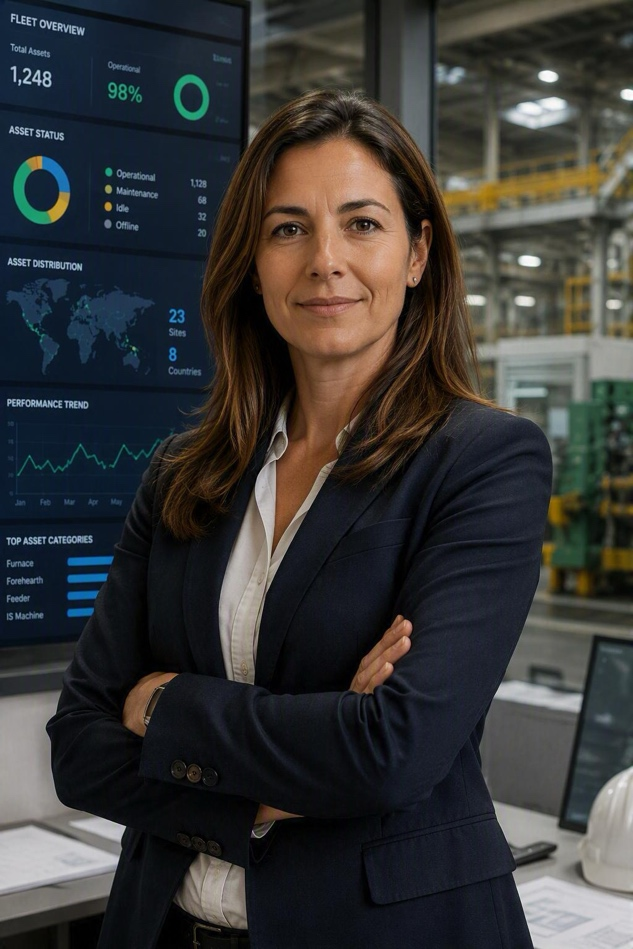 FLEET OVERVIEW
Total Assets
1,248
Operational
98%
ASSET STATUS
Operational 1,128
Maintenance 68
Idle 32
Offline 20
ASSET DISTRIBUTION
23
Sites
8
Countries
PERFORMANCE TREND
Jan Feb Mar Apr May
TOP ASSET CATEGORIES
Furnace
Forehearth
Feeder
IS Machine